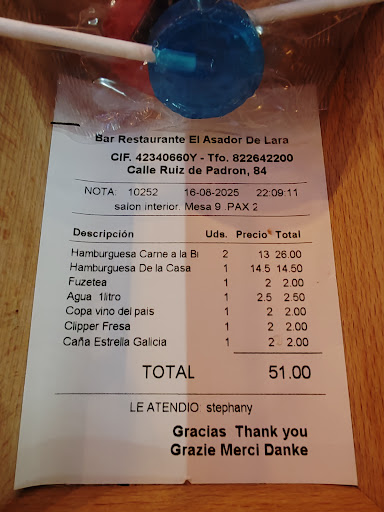 Bar Restaurante El Asador De Lara
CIF. 42340660Y - Tfo. 822642200
Calle Ruiz de Padron, 84
NOTA: 10252 16-08-2025 22:09:11
salon interior. Mesa 9 .PAX 2
Descripción Uds. Precio Total
Hamburguesa Carne a la Bi 2 13 26.00
Hamburguesa De la Casa 1 14.5 14.50
Fuzetea 1 2 2.00
Agua 1litro 1 2.5 2.50
Copa vino del pais 1 2 2.00
Clipper Fresa 1 2 2.00
Caña Estrella Galicia 1 2 2.00
TOTAL 51.00
LE ATENDIO stephany
Gracias Thank you
Grazie Merci Danke